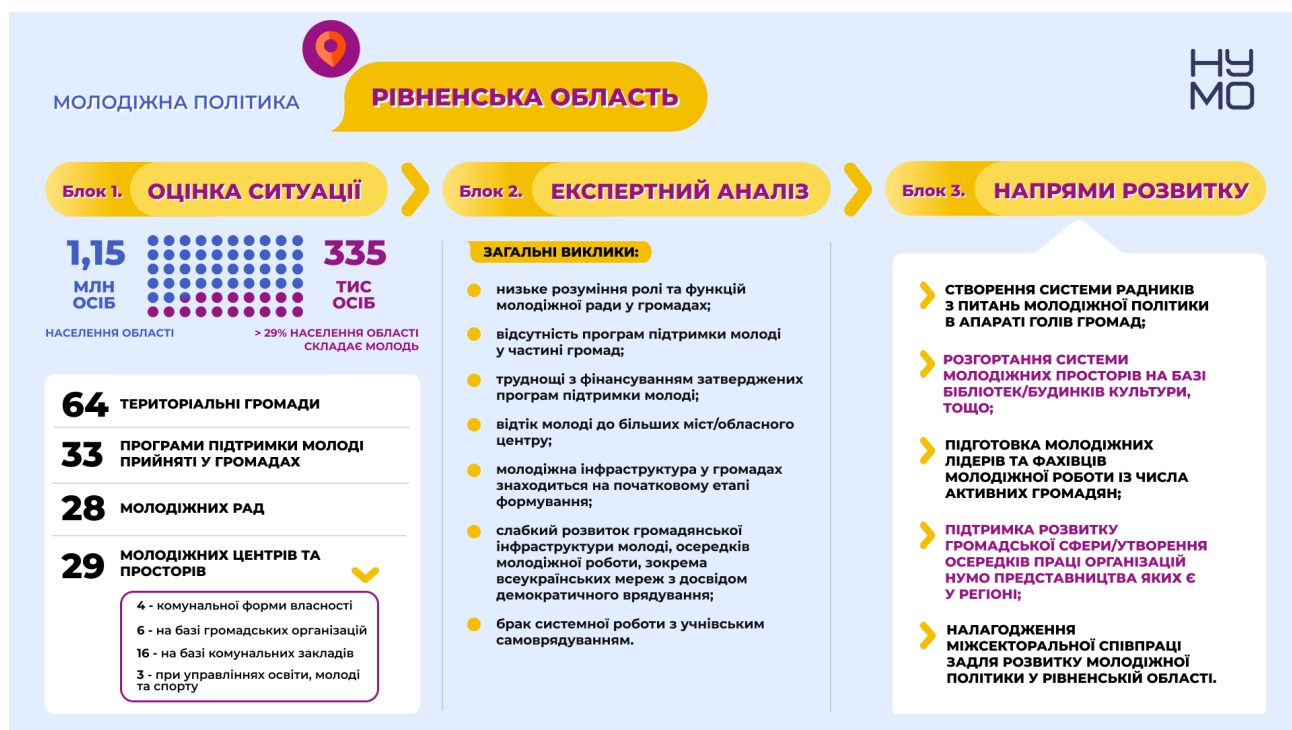 МОЛОДІЖНА ПОЛІТИКА
РІВНЕНСЬКА ОБЛАСТЬ
НУ
МО
Блок 1.
ОЦІНКА СИТУАЦІЇ
1,15
МЛН
ОСІБ
НАСЕЛЕННЯ ОБЛАСТІ
335
ТИС
ОСІБ
> 29% НАСЕЛЕННЯ ОБЛАСТІ
СКЛАДАЄ МОЛОДЬ
64 ТЕРИТОРІАЛЬНІ ГРОМАДИ
33 ПРОГРАМИ ПІДТРИМКИ МОЛОДІ
ПРИЙНЯТІ У ГРОМАДАХ
28 МОЛОДІЖНИХ РАД
29 МОЛОДІЖНИХ ЦЕНТРІВ ТА
ПРОСТОРІВ
4 - комунальної форми власності
6 - на базі громадських організацій
16 - на базі комунальних закладів
3 - при управліннях освіти, молоді
та спорту
Блок 2.
ЕКСПЕРТНИЙ АНАЛІЗ
ЗАГАЛЬНІ ВИКЛИКИ:
низьке розуміння ролі та функцій
молодіжної ради у громадах;
відсутність програм підтримки молоді
у частині громад;
труднощі з фінансуванням затверджених
програм підтримки молоді;
відтік молоді до більших міст/обласного
центру;
молодіжна інфраструктура у громадах
знаходиться на початковому етапі
формування;
слабкий розвиток громадянської
інфраструктури молоді, осередків
молодіжної роботи, зокрема
всеукраїнських мереж з досвідом
демократичного врядування;
брак системної роботи з учнівським
самоврядуванням.
Блок 3.
НАПРЯМИ РОЗВИТКУ
СТВОРЕННЯ СИСТЕМИ РАДНИКІВ
З ПИТАНЬ МОЛОДІЖНОЇ ПОЛІТИКИ
В АПАРАТІ ГОЛІВ ГРОМАД;
РОЗГОРТАННЯ СИСТЕМИ
МОЛОДІЖНИХ ПРОСТОРІВ НА БАЗІ
БІБЛІОТЕК/БУДИНКІВ КУЛЬТУРИ,
ТОЩО;
ПІДГОТОВКА МОЛОДІЖНИХ
ЛІДЕРІВ ТА ФАХІВЦІВ
МОЛОДІЖНОЇ РОБОТИ ІЗ ЧИСЛА
АКТИВНИХ ГРОМАДЯН;
ПІДТРИМКА РОЗВИТКУ
ГРОМАДСЬКОЇ СФЕРИ/УТВОРЕННЯ
ОСЕРЕДКІВ ПРАЦІ ОРГАНІЗАЦІЙ
НУМО ПРЕДСТАВНИЦТВА ЯКИХ Є
У РЕГІОНІ;
НАЛАГОДЖЕННЯ
МІЖСЕКТОРАЛЬНОЇ СПІВПРАЦІ
ЗАДЛЯ РОЗВИТКУ МОЛОДІЖНОЇ
ПОЛІТИКИ У РІВНЕНСЬКІЙ ОБЛАСТІ.